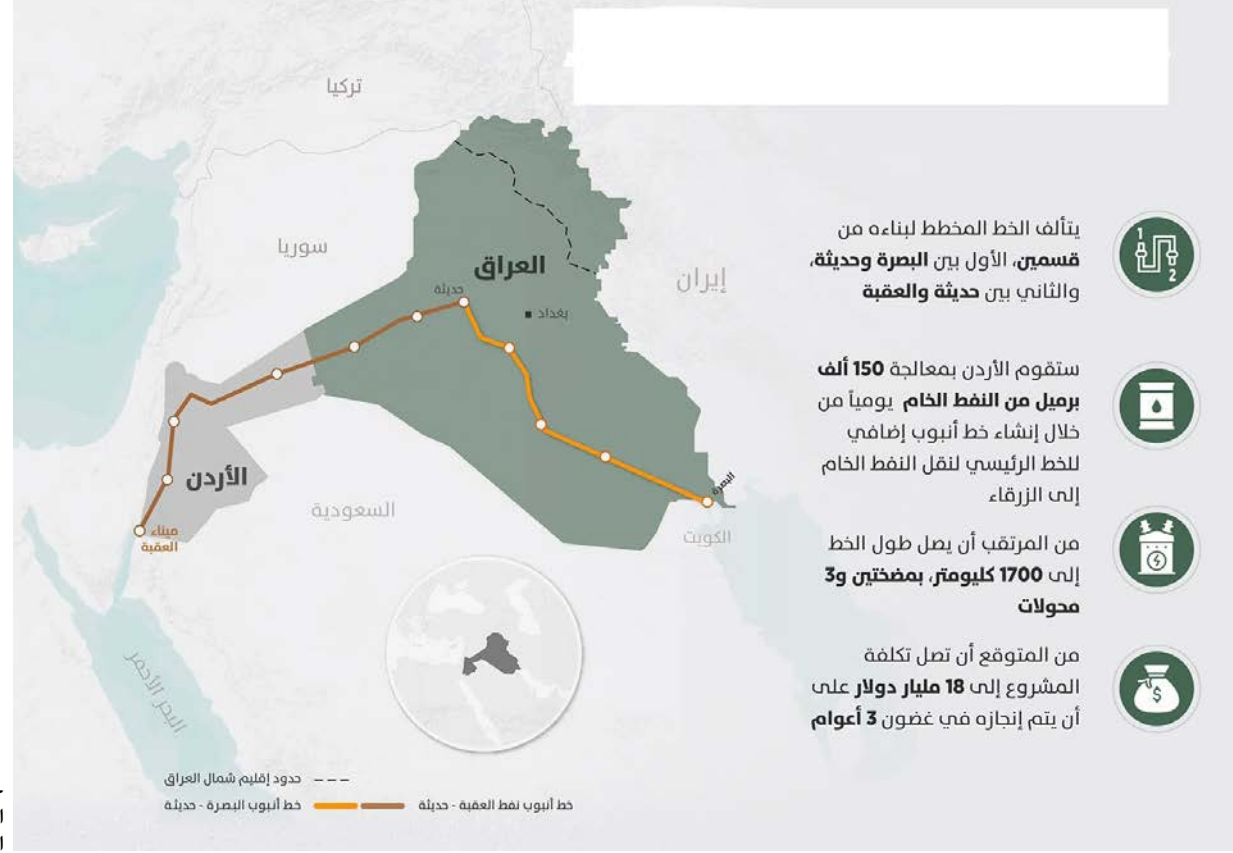 تركيا
سوريا
العراق
إيران
حديثة
بغداد
الأردن
السعودية
البصرة
الكويت
ميناء
العقبة
البحر الأحمر
حدود إقليم شمال العراق
خط أنبوب نفط العقبة - حديثة
خط أنبوب البصرة - حديثة
1
2
يتألف الخط المخطط لبناءه من
قسمين، الأول بين البصرة وحديثة،
والثاني بين حديثة والعقبة
ستقوم الأردن بمعالجة 150 ألف
برميل من النفط الخام يومياً من
خلال إنشاء خط أنبوب إضافي
للخط الرئيسي لنقل النفط الخام
إلى الزرقاء
من المرتقب أن يصل طول الخط
إلى 1700 كليومتر، بمضختين و3
محولات
$
من المتوقع أن تصل تكلفة
المشروع إلى 18 مليار دولار على
أن يتم إنجازه في غضون 3 أعوام